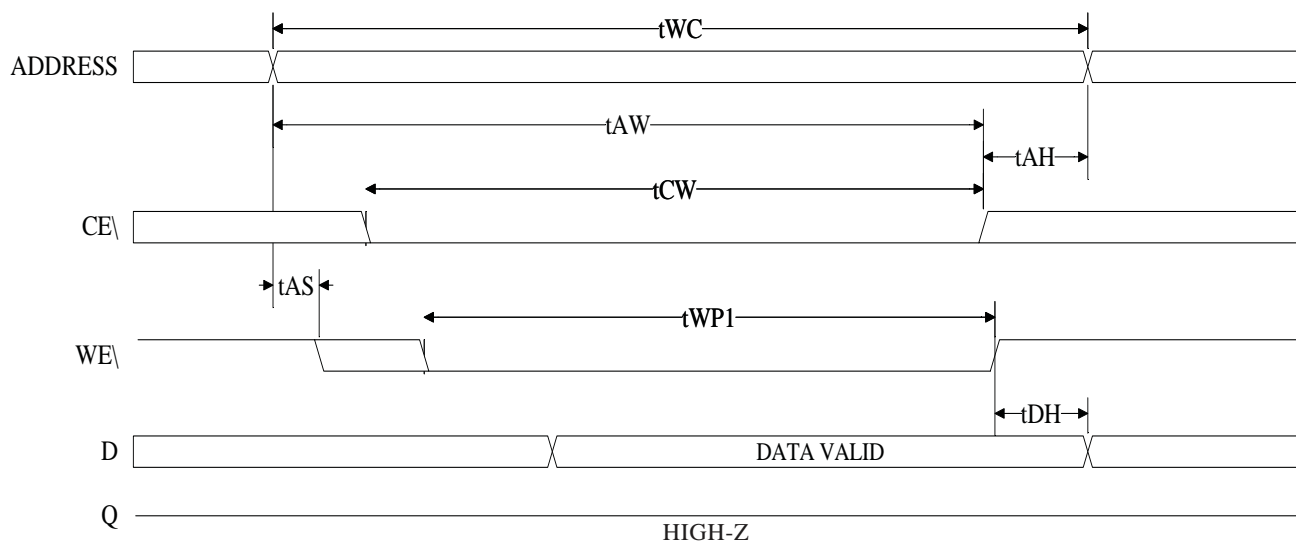 tWC
ADDRESS
tAW
tAH
tCW
CE\
tAS
tWP1
WE\
tDH
D DATA VALID
Q
HIGH-Z